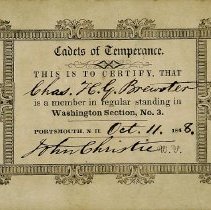 Cadets of Temperance.
THIS IS TO CERTIFY, THAT
Chas. H. G. Brewster
is a member in regular standing in
Washington Section, No. 3.
PORTSMOUTH, N. H. Oct. 11. 1848.
John Christie W. P.